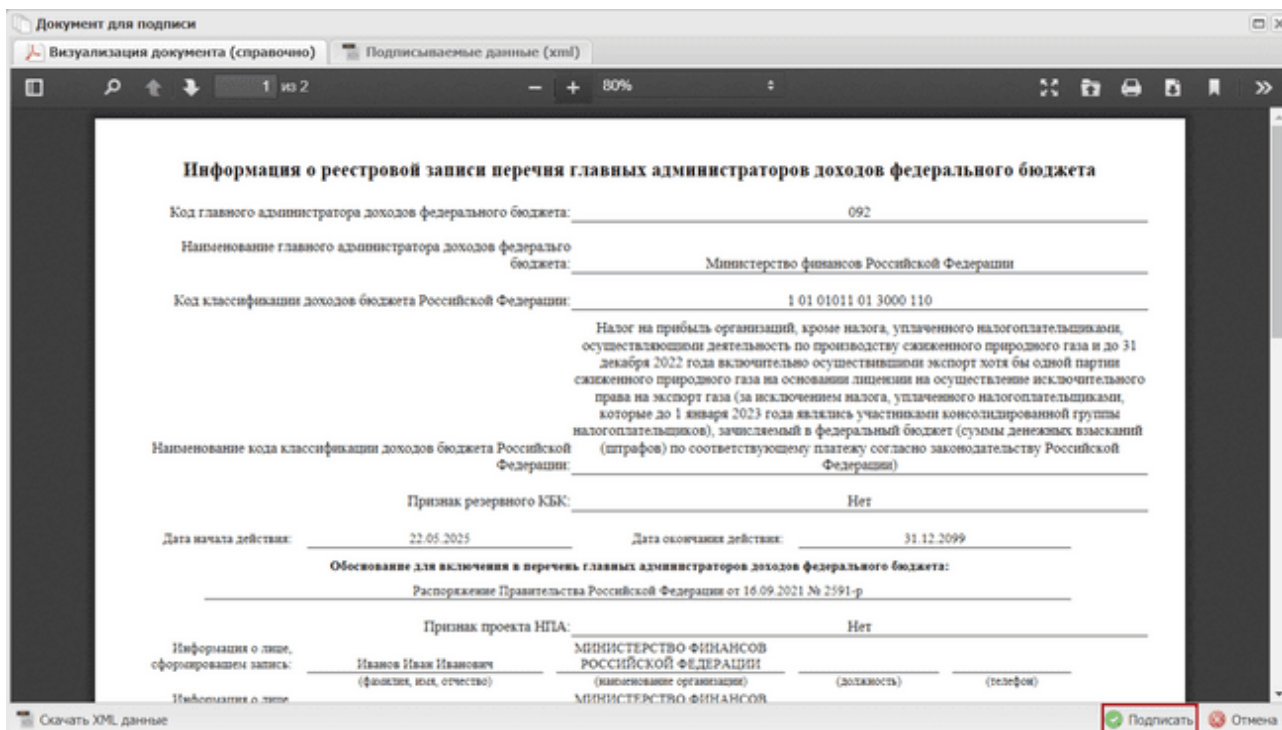 Документ для подписи
Визуализация документа (справочно) Подписываемые данные (xml)
1 из 2 80%
Информация о реестровой записи перечня главных администраторов доходов федерального бюджета
Код главного администратора доходов федерального бюджета: 092
Наименование главного администратора доходов федеральго
бюджета: Министерство финансов Российской Федерации
Код классификации доходов бюджета Российской Федерации: 1 01 01011 01 3000 110
Налог на прибыль организаций, кроме налога, уплаченного налогоплательщиками,
осуществляющими деятельность по производству сжиженного природного газа и до 31
декабря 2022 года включительно осуществившими экспорт хотя бы одной партии
сжиженного природного газа на основании лицензии на осуществление исключительного
права на экспорт газа (за исключением налога, уплаченного налогоплательщиками,
которые до 1 января 2023 года являлись участниками консолидированной группы
налогоплательщиков), зачисляемый в федеральный бюджет (суммы денежных взысканий
Наименование кода классификации доходов бюджета Российской (штрафов) по соответствующему платежу согласно законодательству Российской
Федерации: Федерации)
Признак резервного КБК: Нет
Дата начала действия: 22.05.2025 Дата окончания действия: 31.12.2099
Обоснование для включения в перечень главных администраторов доходов федерального бюджета:
Распоряжение Правительства Российской Федерации от 16.09.2021 № 2591-р
Признак проекта НПА: Нет
Информация о лице, МИНИСТЕРСТВО ФИНАНСОВ
сформировавшем запись: Иванов Иван Иванович РОССИЙСКОЙ ФЕДЕРАЦИИ
(фамилия, имя, отчество) (наименование организации) (должность) (телефон)
Информация о лице МИНИСТЕРСТВО ФИНАНСОВ
Скачать XML данные Подписать Отмена